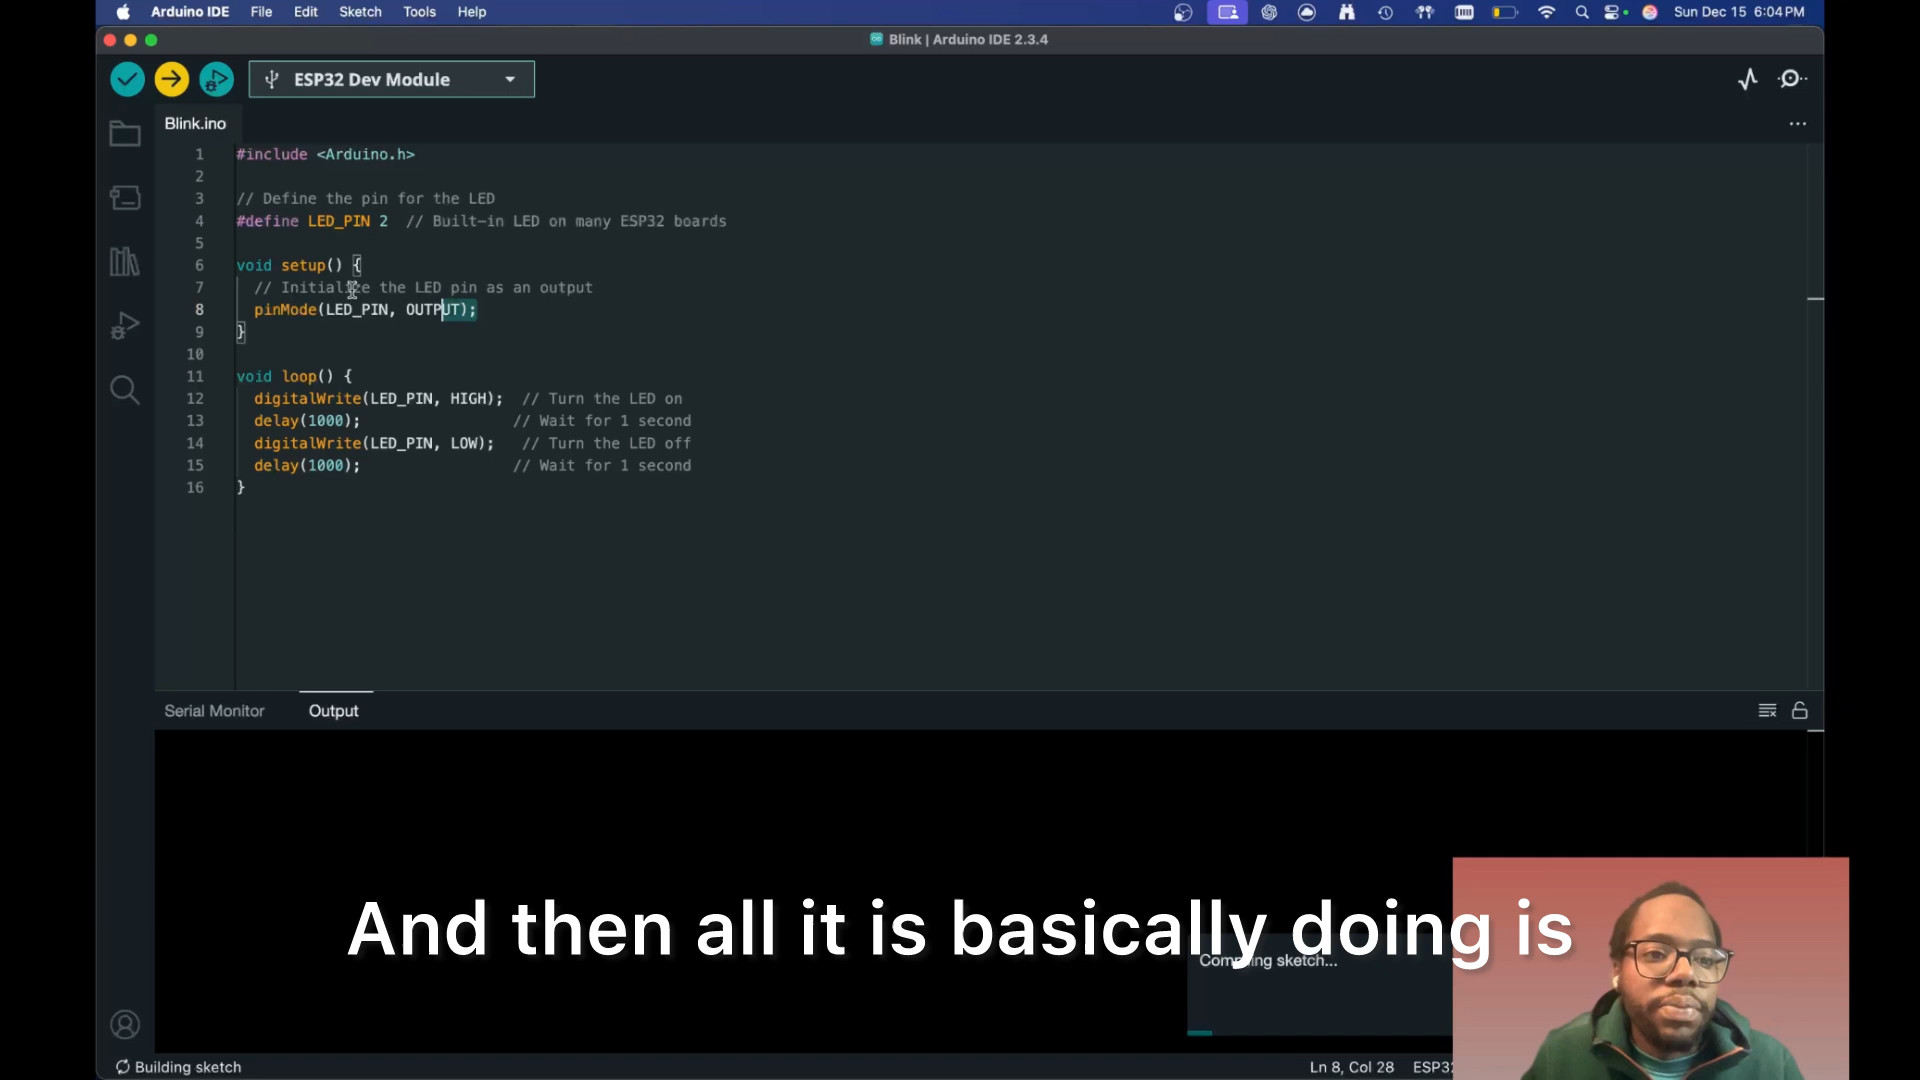 Arduino IDE File Edit Sketch Tools Help Sun Dec 15 6:04 PM
Blink | Arduino IDE 2.3.4
ESP32 Dev Module
Blink.ino
1 #include <Arduino.h>
2
3 // Define the pin for the LED
4 #define LED_PIN 2 // Built-in LED on many ESP32 boards
5
6 void setup() {
7 // Initialize the LED pin as an output
8 pinMode(LED_PIN, OUTPUT);
9 }
10
11 void loop() {
12 digitalWrite(LED_PIN, HIGH); // Turn the LED on
13 delay(1000); // Wait for 1 second
14 digitalWrite(LED_PIN, LOW); // Turn the LED off
15 delay(1000); // Wait for 1 second
16 }
Serial Monitor Output
And then all it is basically doing is
Compiling sketch...
Building sketch Ln 8, Col 28 ESP32